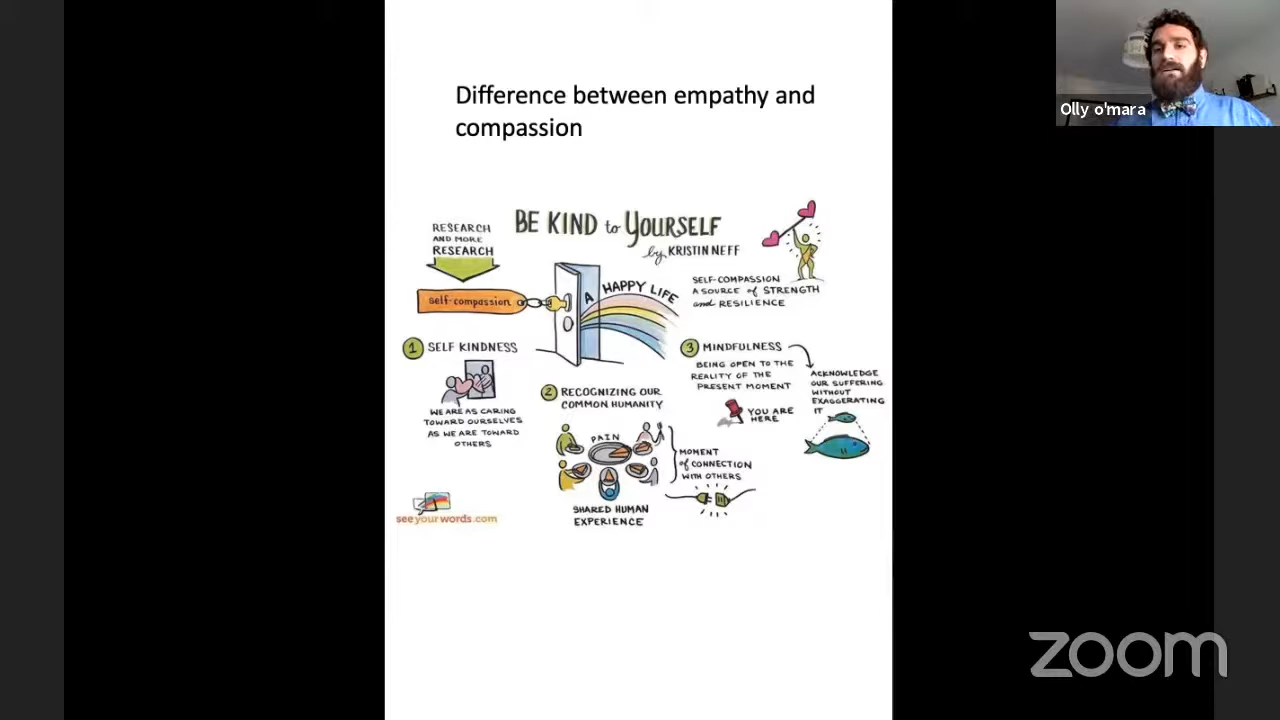 Difference between empathy and
compassion
Olly o'mara
RESEARCH
AND MORE
RESEARCH
BE KIND to YOURSELF
by KRISTIN NEFF
self-compassion
A HAPPY LIFE
SELF-COMPASSION
A SOURCE of STRENGTH
and RESILIENCE
1 SELF KINDNESS
WE ARE AS CARING
TOWARD OURSELVES
AS WE ARE TOWARD
OTHERS
2 RECOGNIZING OUR
COMMON HUMANITY
PAIN
MOMENT
of CONNECTION
WITH OTHERS
SHARED HUMAN
EXPERIENCE
3 MINDFULNESS
BEING OPEN TO THE
REALITY OF THE
PRESENT MOMENT
YOU ARE
HERE
ACKNOWLEDGE
OUR SUFFERING
WITHOUT
EXAGGERATING
IT
seeyourwords.com
zoom